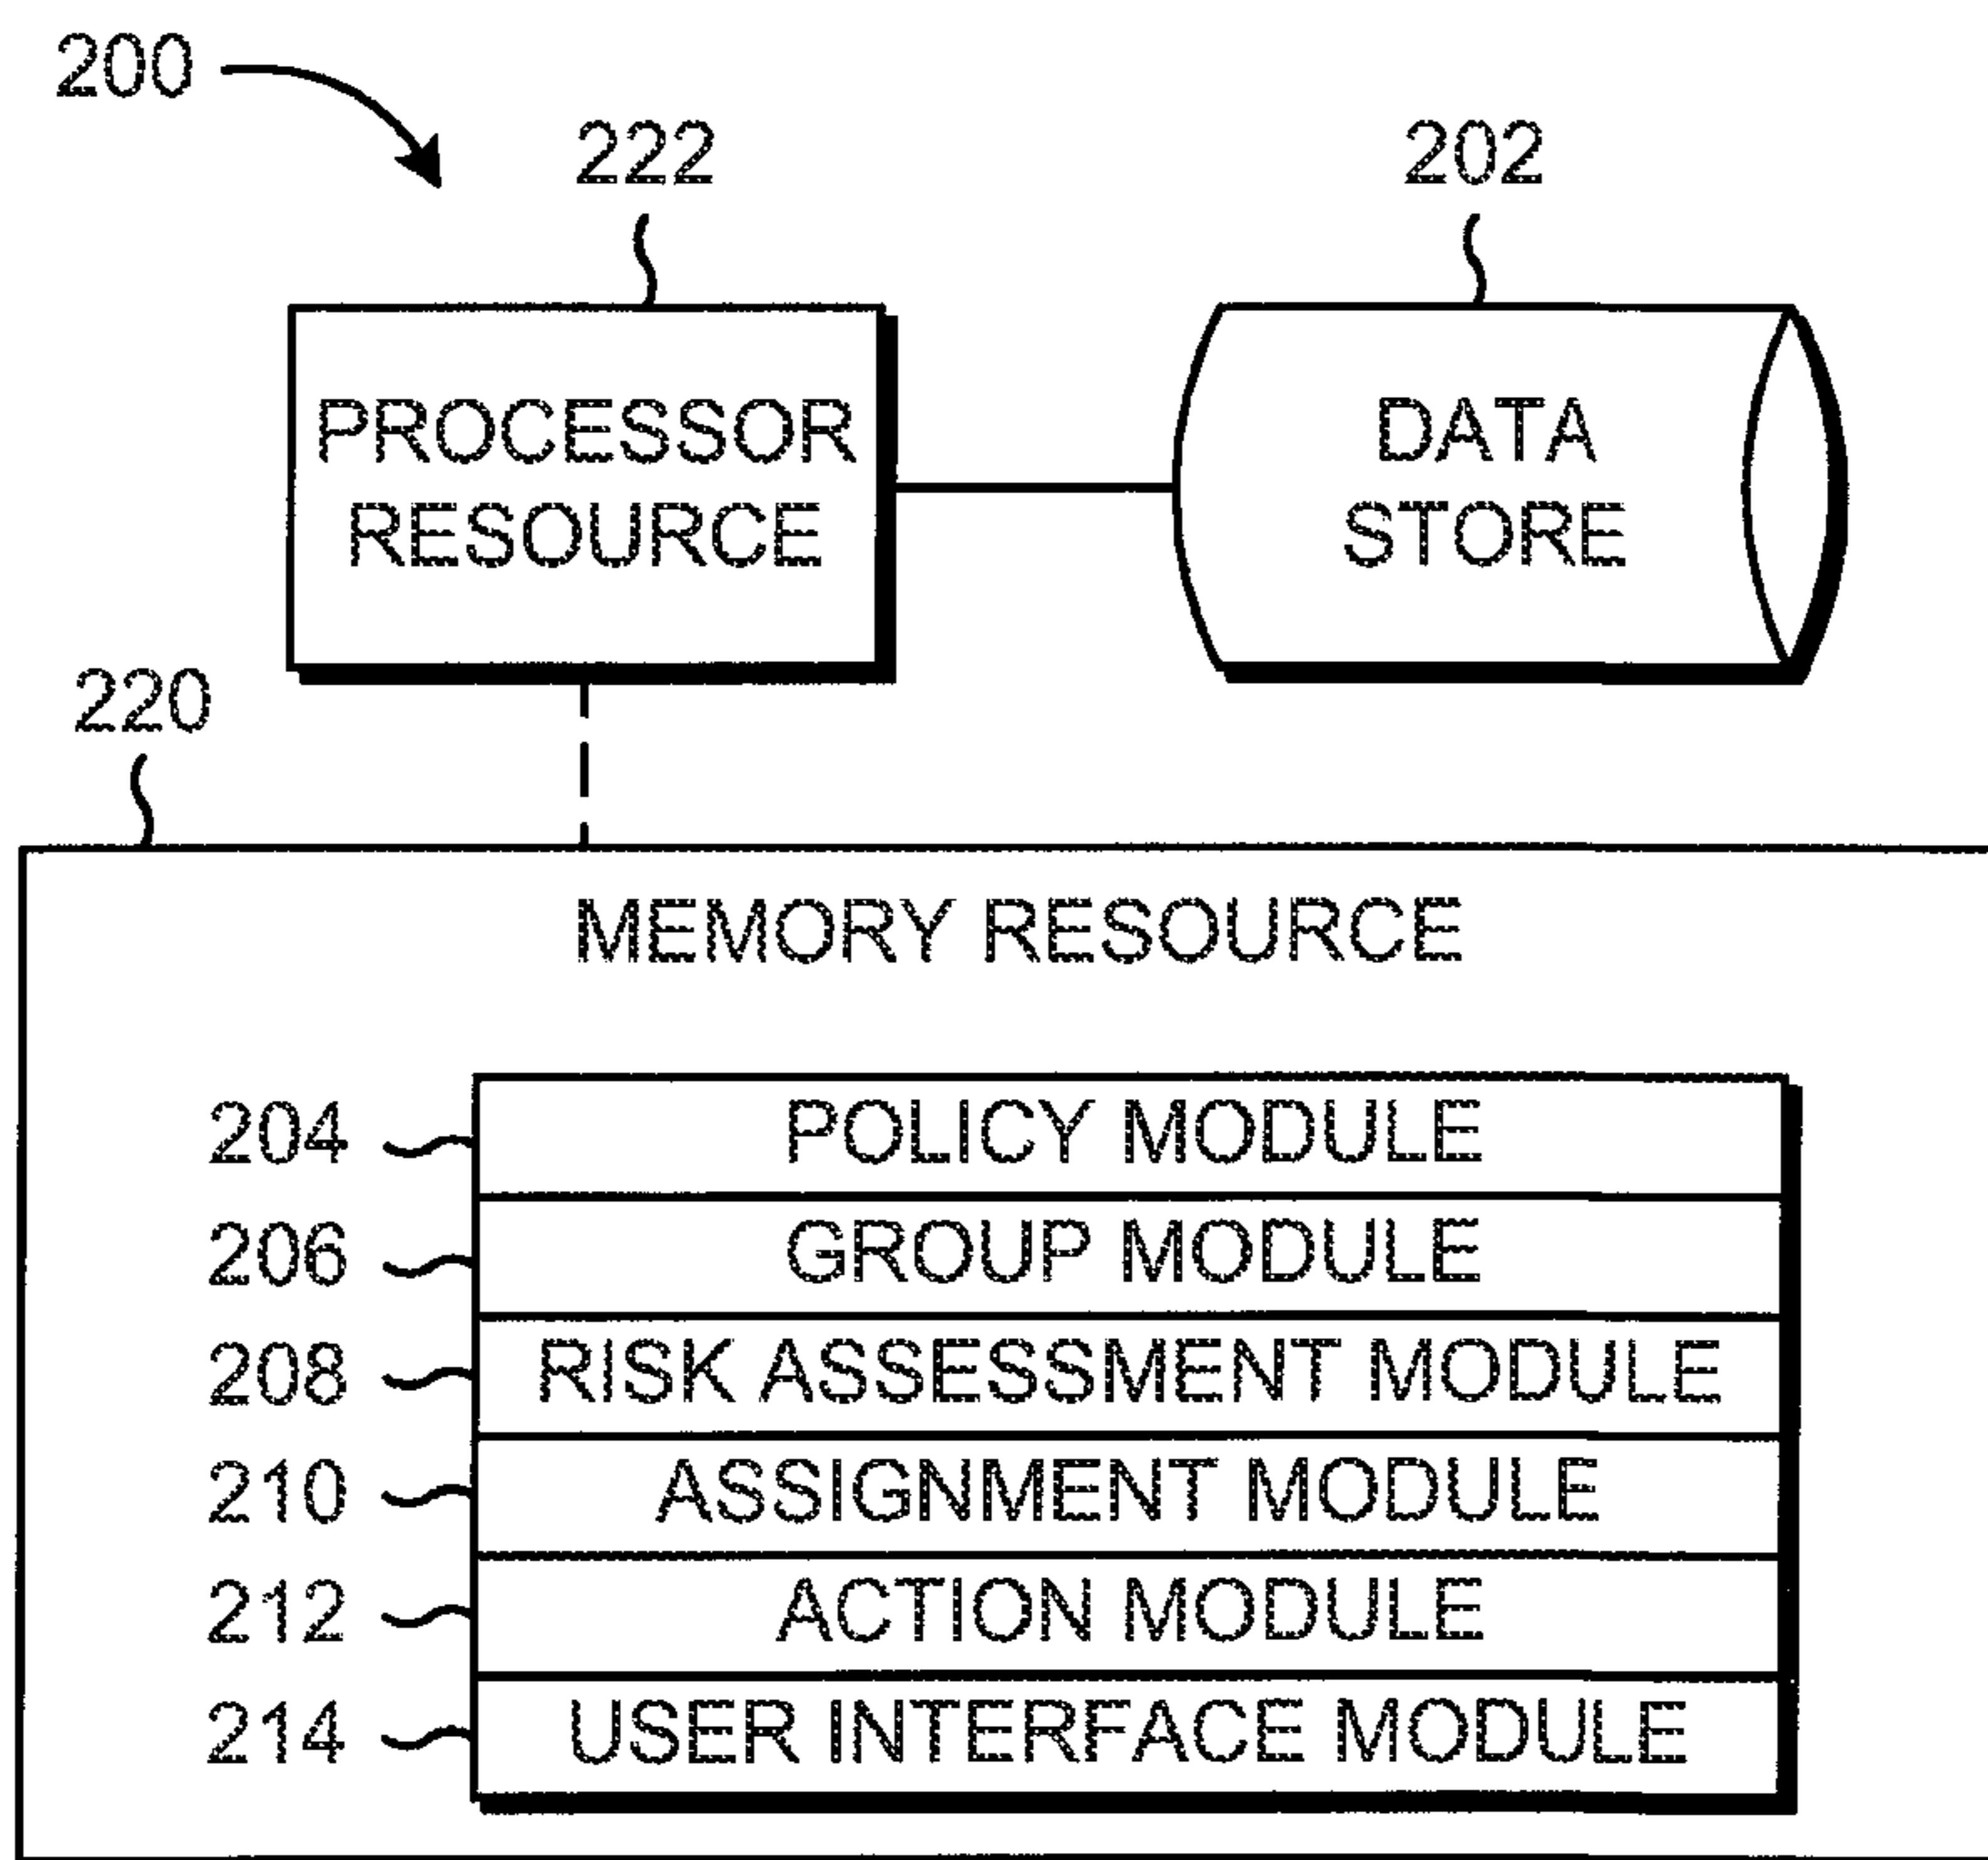 200
222
202
PROCESSOR
RESOURCE
DATA
STORE
220
MEMORY RESOURCE
204 POLICY MODULE
206 GROUP MODULE
208 RISK ASSESSMENT MODULE
210 ASSIGNMENT MODULE
212 ACTION MODULE
214 USER INTERFACE MODULE